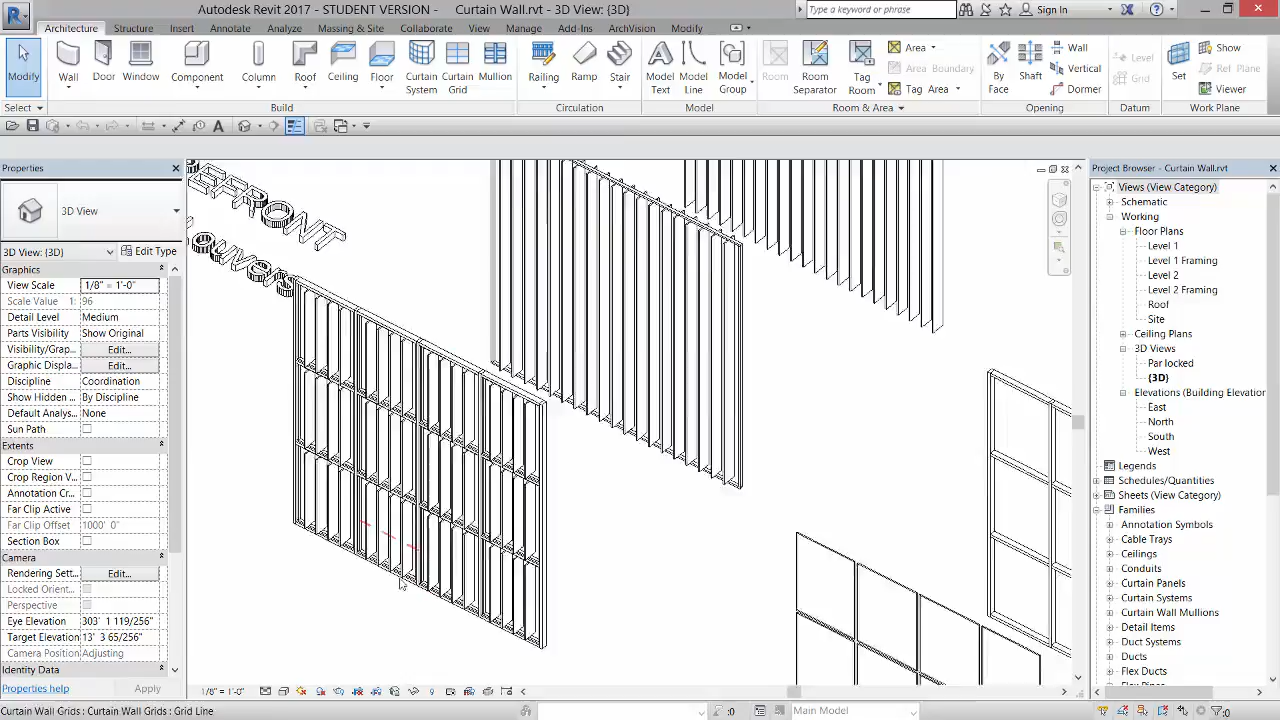 Autodesk Revit 2017 - STUDENT VERSION - Curtain Wall.rvt - 3D View: {3D}
Type a keyword or phrase
Sign In
Architecture Structure Insert Annotate Analyze Massing & Site Collaborate View Manage Add-Ins ArchVision Modify
Modify Wall Door Window Component Column Roof Ceiling Floor Curtain System Curtain Grid Mullion Railing Ramp Stair Model Text Model Line Model Group Room Room Separator Tag Room
Area
Area Boundary
Tag Area
By Face Shaft Wall
Vertical
Dormer
Level
Grid
Set Show
Ref Plane
Viewer
Select Build Circulation Model Room & Area Opening Datum Work Plane
Properties
3D View
3D View: {3D} Edit Type
Graphics
View Scale 1/8" = 1'-0"
Scale Value 1: 96
Detail Level Medium
Parts Visibility Show Original
Visibility/Grap... Edit...
Graphic Displa... Edit...
Discipline Coordination
Show Hidden ... By Discipline
Default Analys... None
Sun Path
Extents
Crop View
Crop Region V...
Annotation Cr...
Far Clip Active
Far Clip Offset 1000' 0"
Section Box
Camera
Rendering Sett... Edit...
Locked Orient...
Perspective
Eye Elevation 303' 1 119/256"
Target Elevation 13' 3 65/256"
Camera Position Adjusting
Identity Data
Properties help Apply
EFRONT
Project Browser - Curtain Wall.rvt
Views (View Category)
Schematic
Working
Floor Plans
Level 1
Level 1 Framing
Level 2
Level 2 Framing
Roof
Site
Ceiling Plans
3D Views
Par locked
{3D}
Elevations (Building Elevation
East
North
South
West
Legends
Schedules/Quantities
Sheets (View Category)
Families
Annotation Symbols
Cable Trays
Ceilings
Conduits
Curtain Panels
Curtain Systems
Curtain Wall Mullions
Detail Items
Duct Systems
Ducts
Flex Ducts
1/8" = 1'-0"
Curtain Wall Grids : Curtain Wall Grids : Grid Line
:0
Main Model
:0